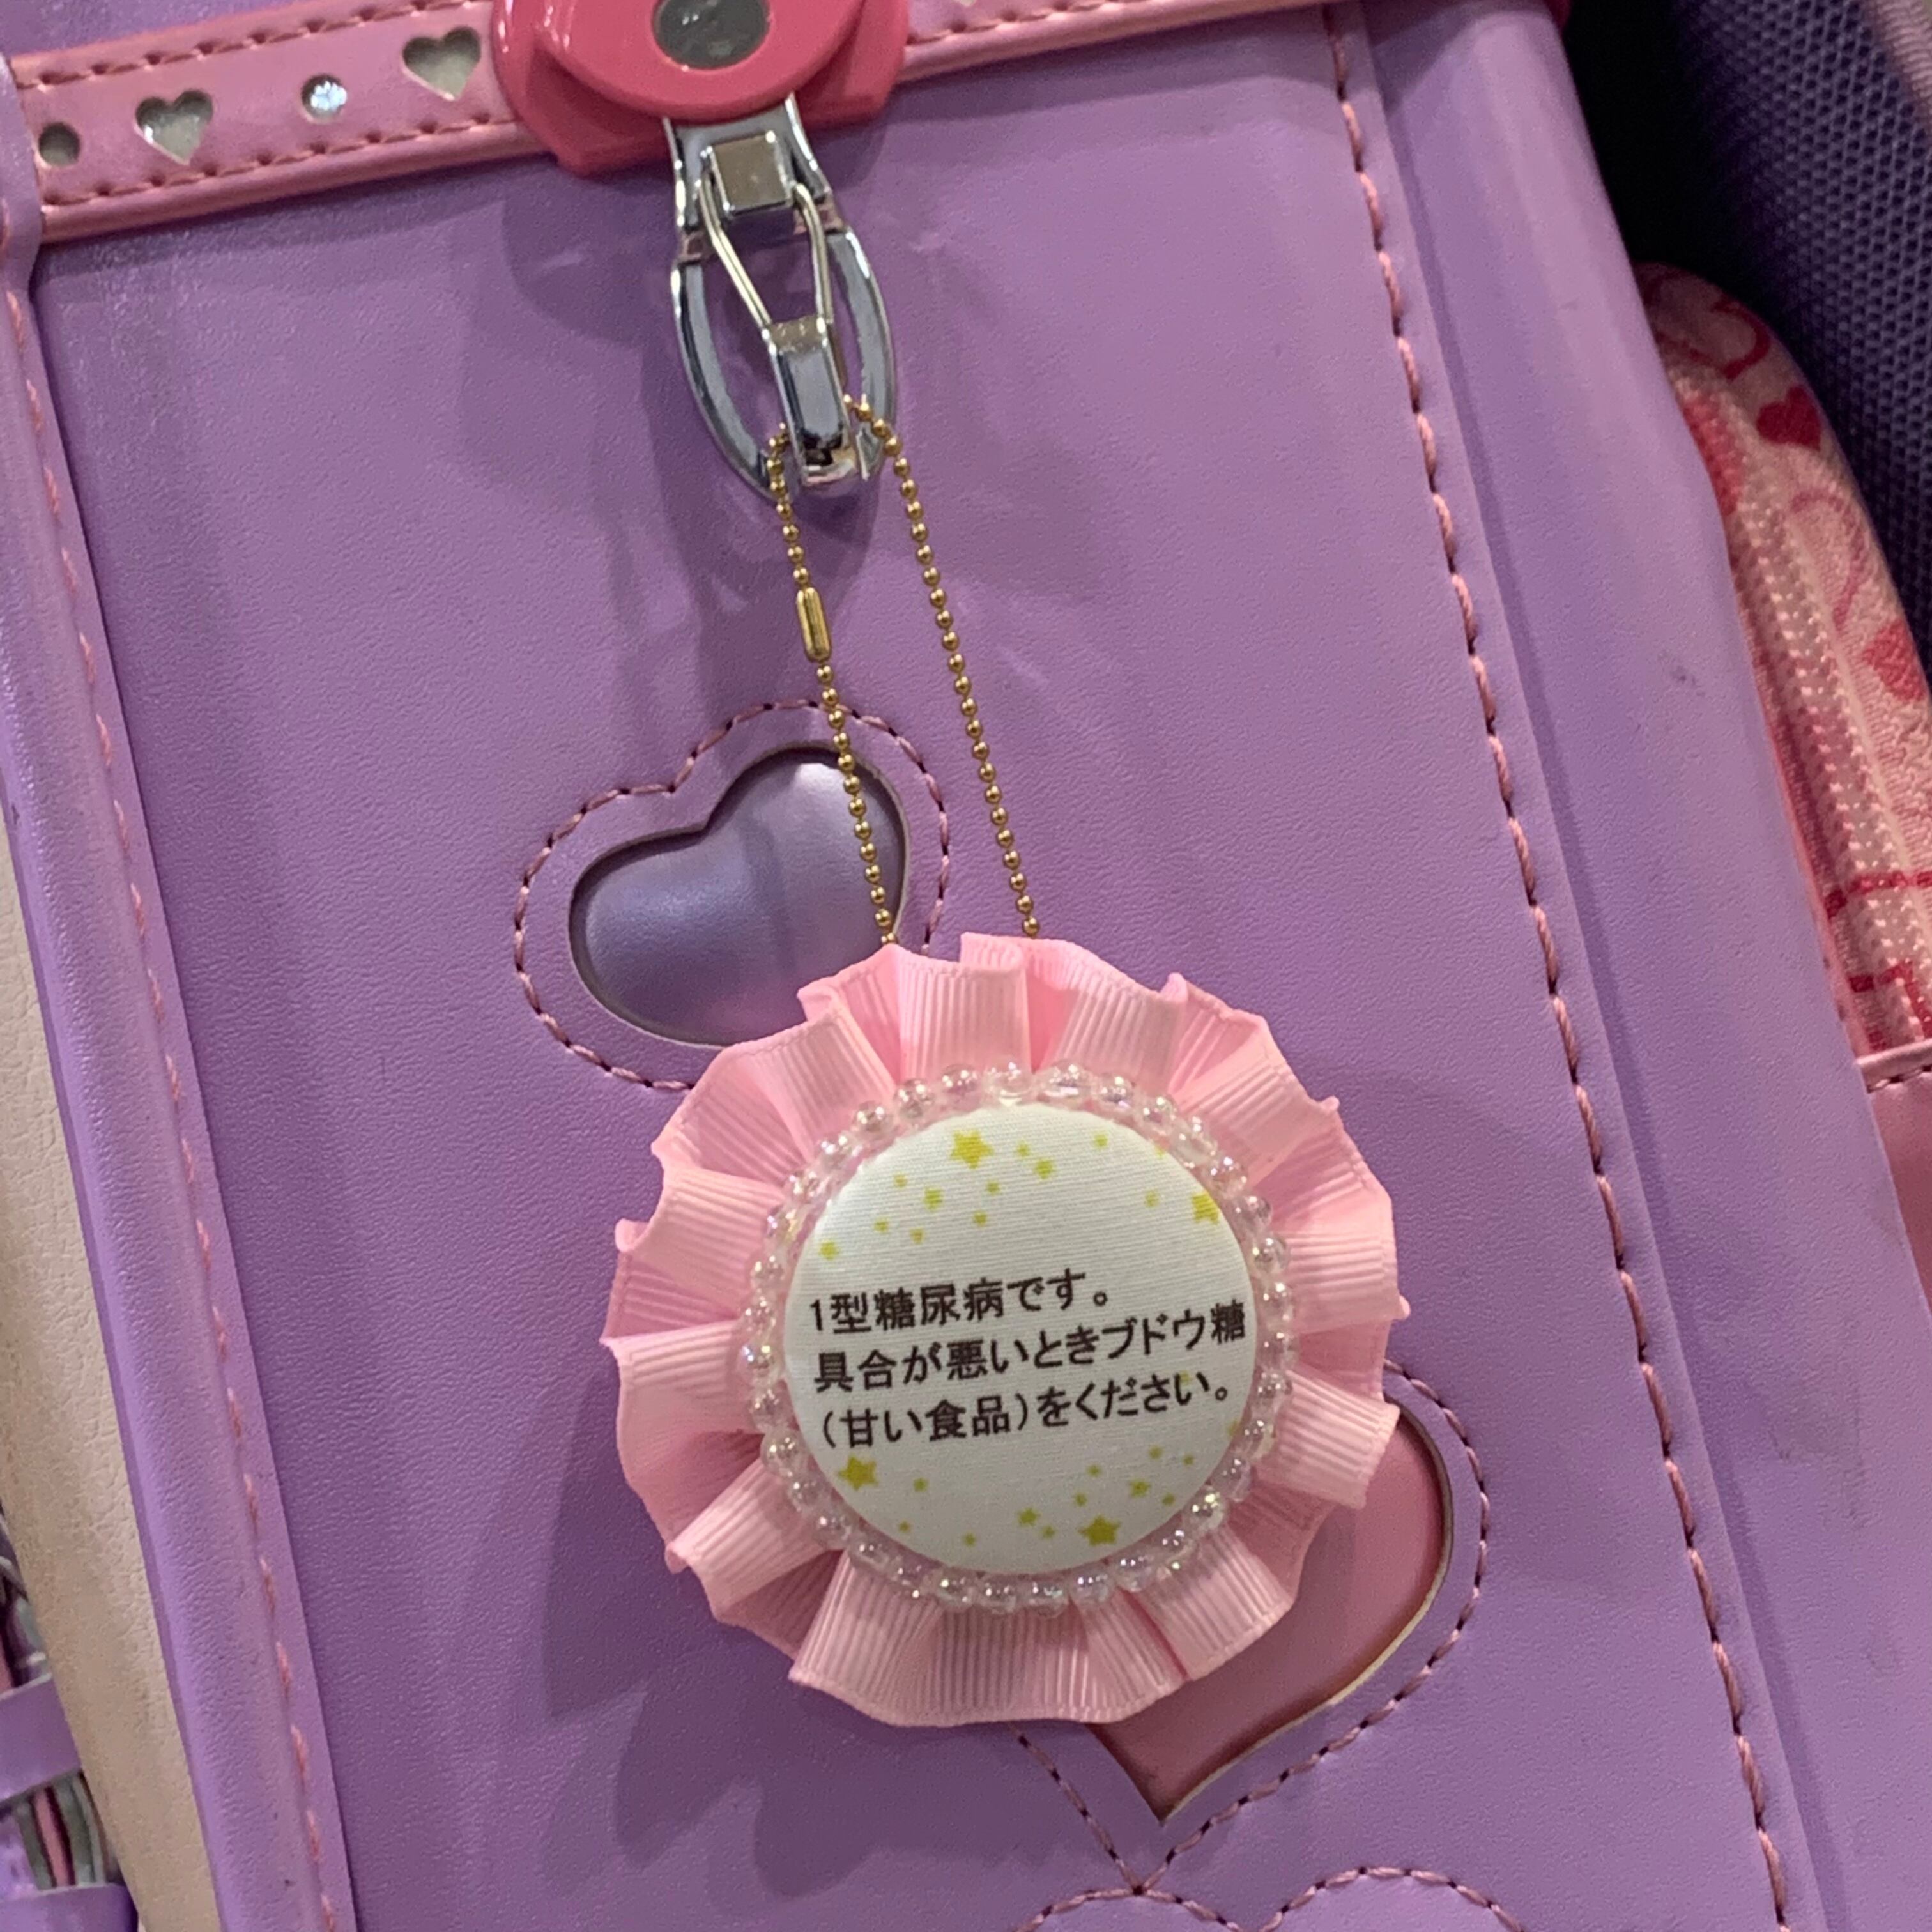 1型糖尿病です。
具合が悪いときブドウ糖
(甘い食品)をください。